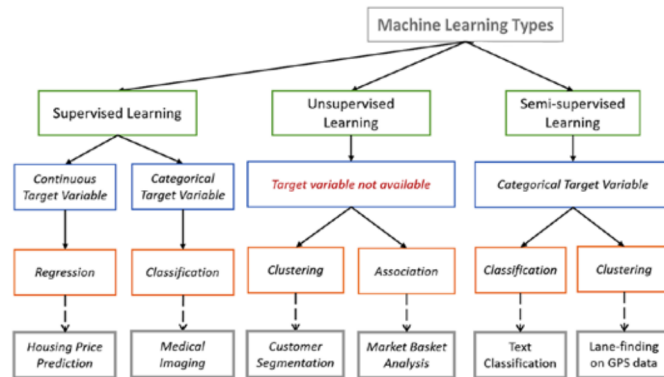 Machine Learning Types
Supervised Learning
Unsupervised
Learning
Semi-supervised
Learning
Continuous
Target Variable
Categorical
Target Variable
Target variable not available
Categorical Target Variable
Regression
Classification
Clustering
Association
Classification
Clustering
Housing Price
Prediction
Medical
Imaging
Customer
Segmentation
Market Basket
Analysis
Text
Classification
Lane-finding
on GPS data